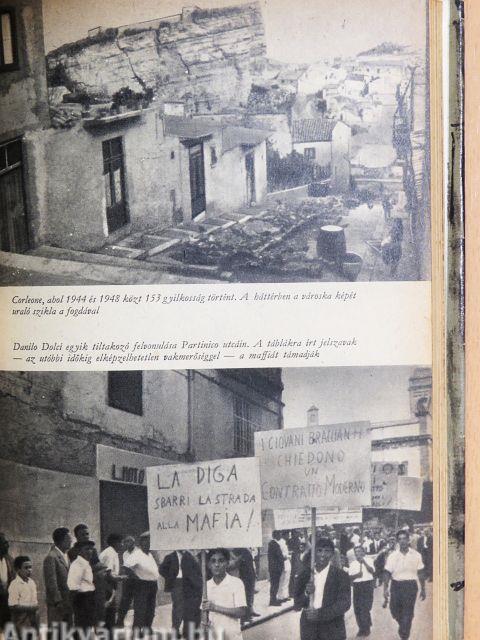 Corleone, ahol 1944 és 1948 közt 153 gyilkosság történt. A háttérben a városka képét
uraló szikla a fogdával
Danilo Dolci egyik tiltakozó felvonulása Partinico utcáin. A táblákra írt jelszavak
— az utóbbi időkig elképzelhetetlen vakmerőséggel — a maffiát támadják
LA DIGA
SBARRI LA STRADA
ALLA MAFIA!
I GIOVANI BRACCIANTI
CHIEDONO
UN
CONTRATTO MODERNO
Antikvárium.hu